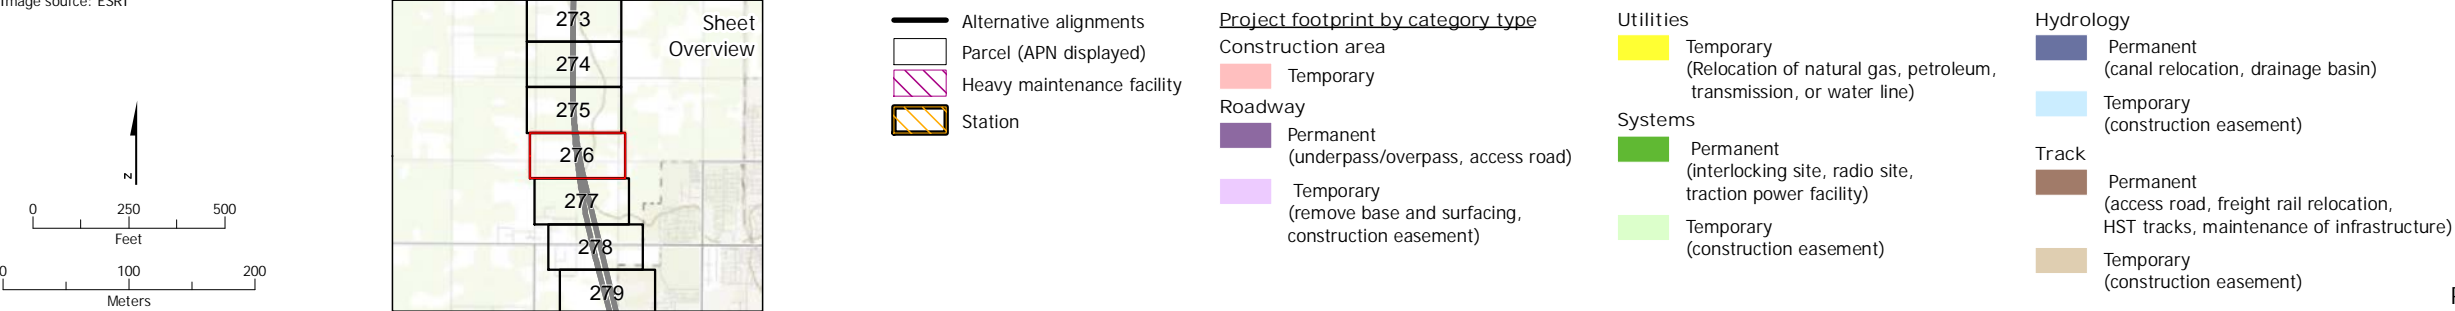 Image source: ESRI
N
0 250 500
Feet
0 100 200
Meters
Sheet
Overview
273
274
275
276
277
278
279
Alternative alignments
Parcel (APN displayed)
Heavy maintenance facility
Station
Project footprint by category type
Construction area
Temporary
Roadway
Permanent
(underpass/overpass, access road)
Temporary
(remove base and surfacing,
construction easement)
Utilities
Temporary
(Relocation of natural gas, petroleum,
transmission, or water line)
Systems
Permanent
(interlocking site, radio site,
traction power facility)
Temporary
(construction easement)
Hydrology
Permanent
(canal relocation, drainage basin)
Temporary
(construction easement)
Track
Permanent
(access road, freight rail relocation,
HST tracks, maintenance of infrastructure)
Temporary
(construction easement)